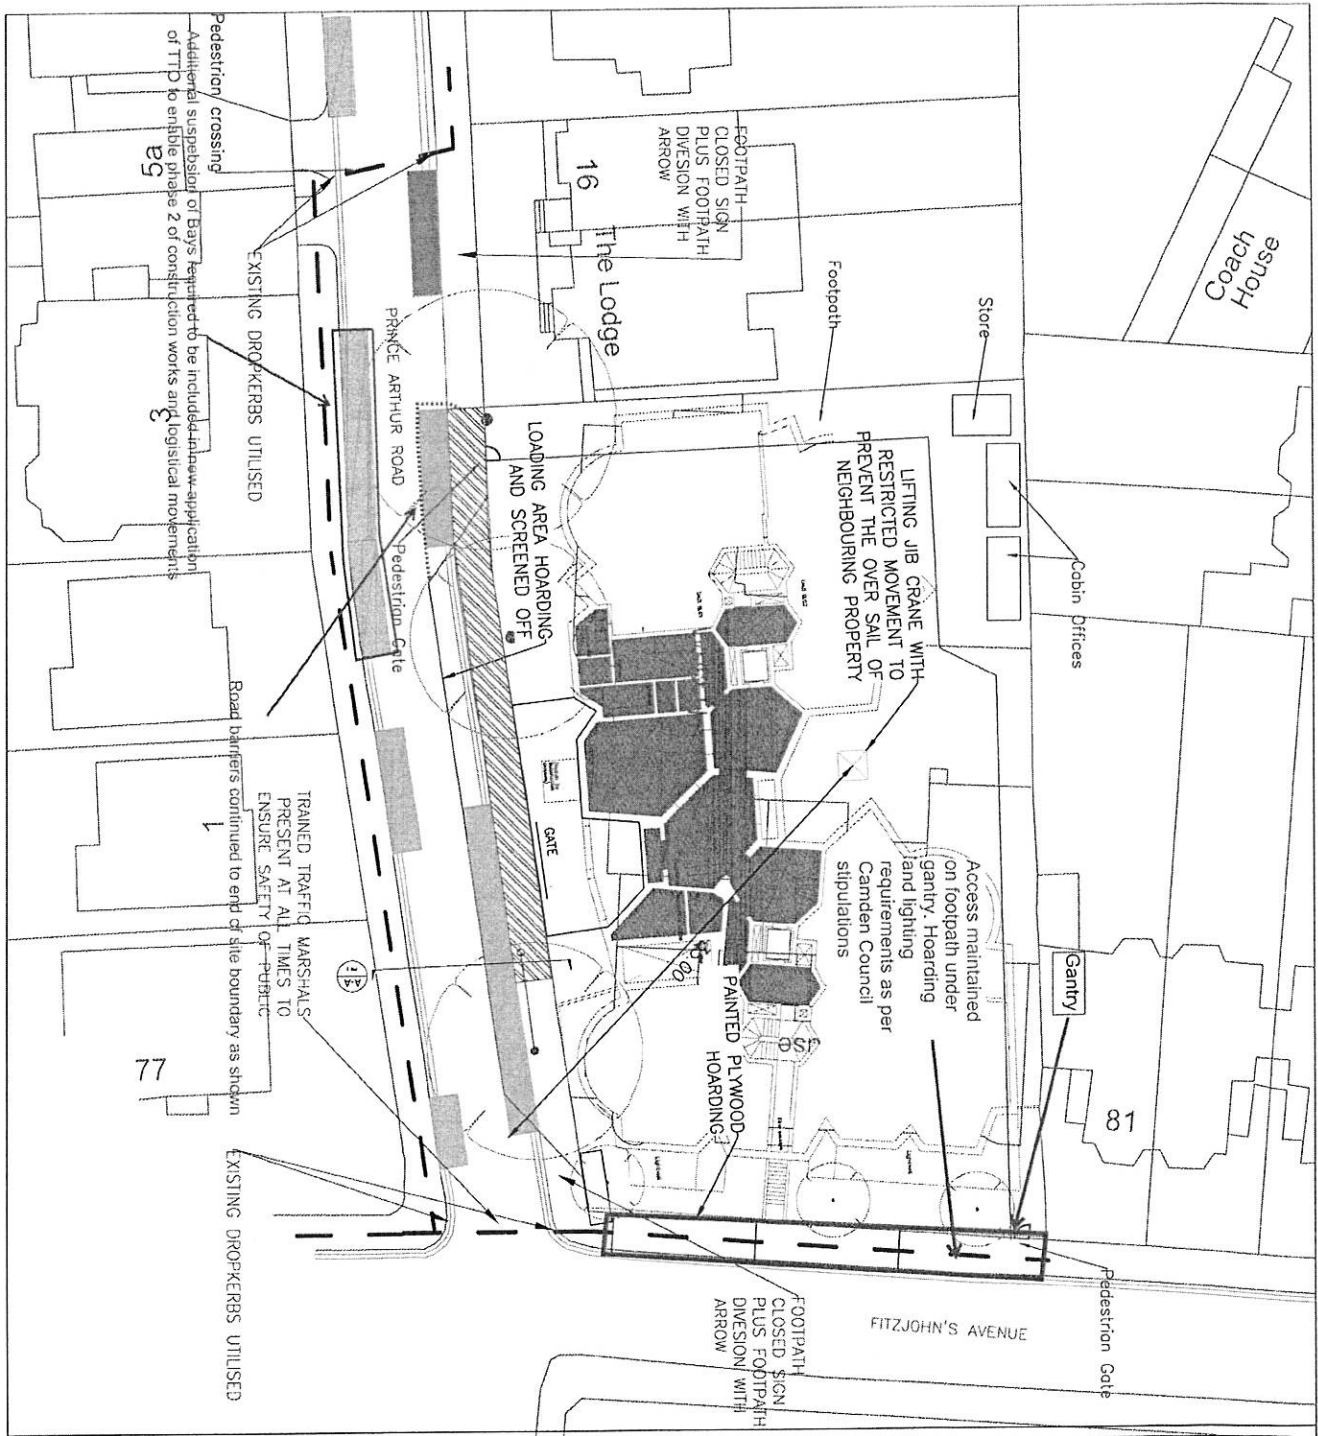 Coach
House
Store
Footpath
Cabin Offices
FOOTPATH
CLOSED SIGN
PLUS FOOTPATH
DIVESION WITH
ARROW
16
The Lodge
LIFTING JIB CRANE WITH
RESTRICTED MOVEMENT TO
PREVENT THE OVER SAIL OF
NEIGHBOURING PROPERTY
Access maintained
on footpath under
gantry. Hoarding
and lighting
requirements as per
Camden Council
stipulations
Gantry
81
LOADING AREA HOARDING
AND SCREENED OFF
GATE
PAINTED PLYWOOD
HOARDING
Pedestrian Gate
FITZJOHN'S AVENUE
FOOTPATH
CLOSED SIGN
PLUS FOOTPATH
DIVESION WITH
ARROW
PRINCE ARTHUR ROAD
Pedestrian Gate
EXISTING DROPKERBS UTILISED
Pedestrian crossing
Additional suspebsion of Bays required to be included in new application
of TTO to enable phase 2 of construction works and logistical movements
5a
3
1
77
Road barriers continued to end of site boundary as shown
TRAINED TRAFFIC MARSHALS
PRESENT AT ALL TIMES TO
ENSURE SAFETY OF PUBLIC
EXISTING DROPKERBS UTILISED